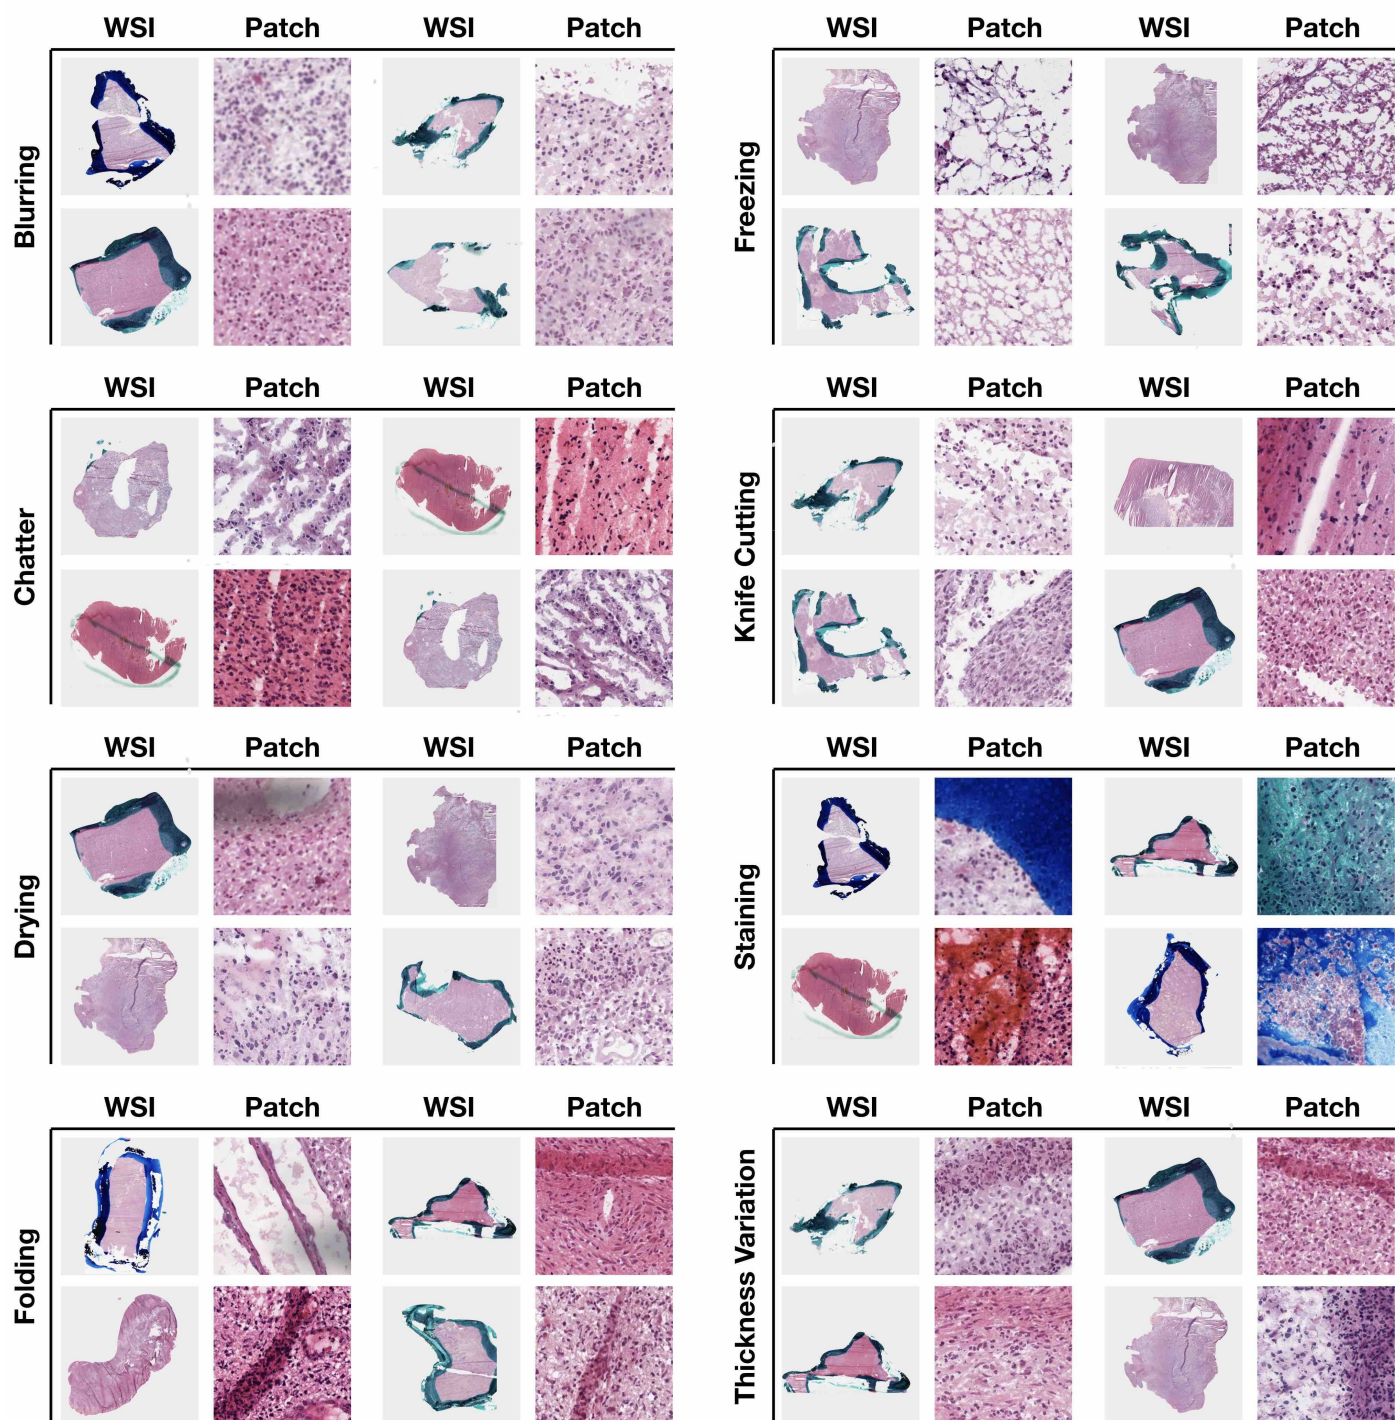 WSI Patch WSI Patch
Blurring
WSI Patch WSI Patch
Freezing
WSI Patch WSI Patch
Chatter
WSI Patch WSI Patch
Knife Cutting
WSI Patch WSI Patch
Drying
WSI Patch WSI Patch
Staining
WSI Patch WSI Patch
Folding
WSI Patch WSI Patch
Thickness Variation